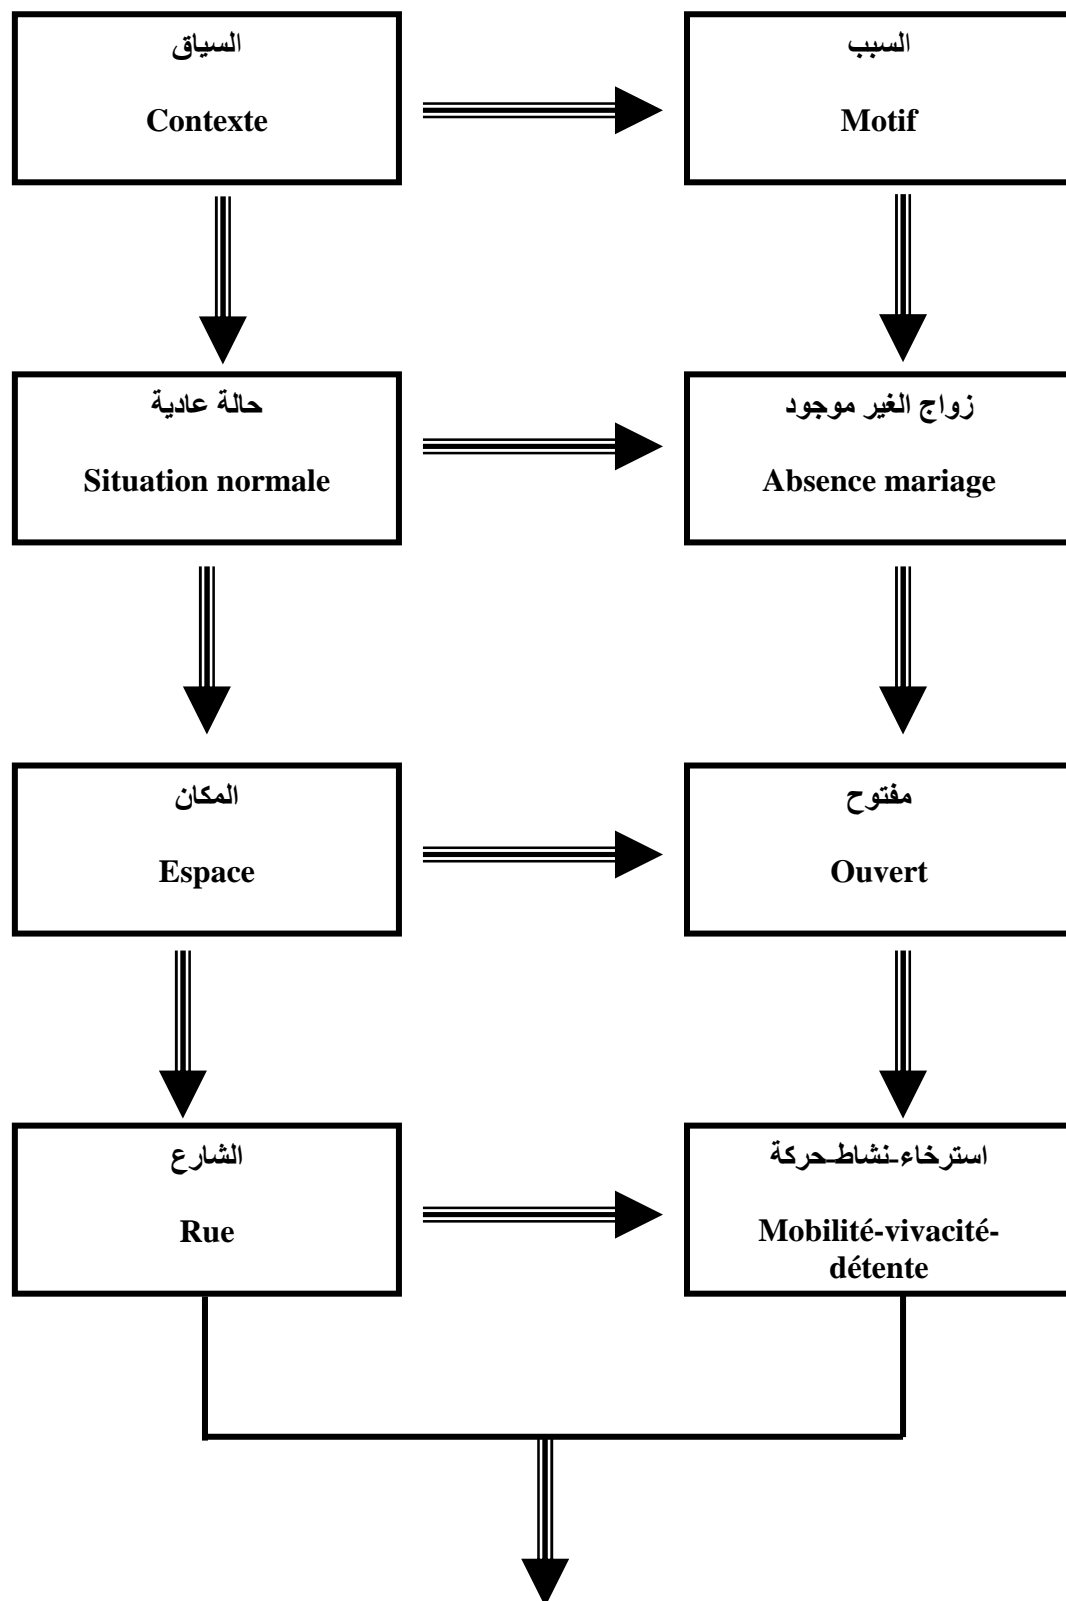 السياق
Contexte
السبب
Motif
حالة عادية
Situation normale
زواج الغير موجود
Absence mariage
المكان
Espace
مفتوح
Ouvert
الشارع
Rue
استرخاء-نشاط-حركة
Mobilité-vivacité-
détente